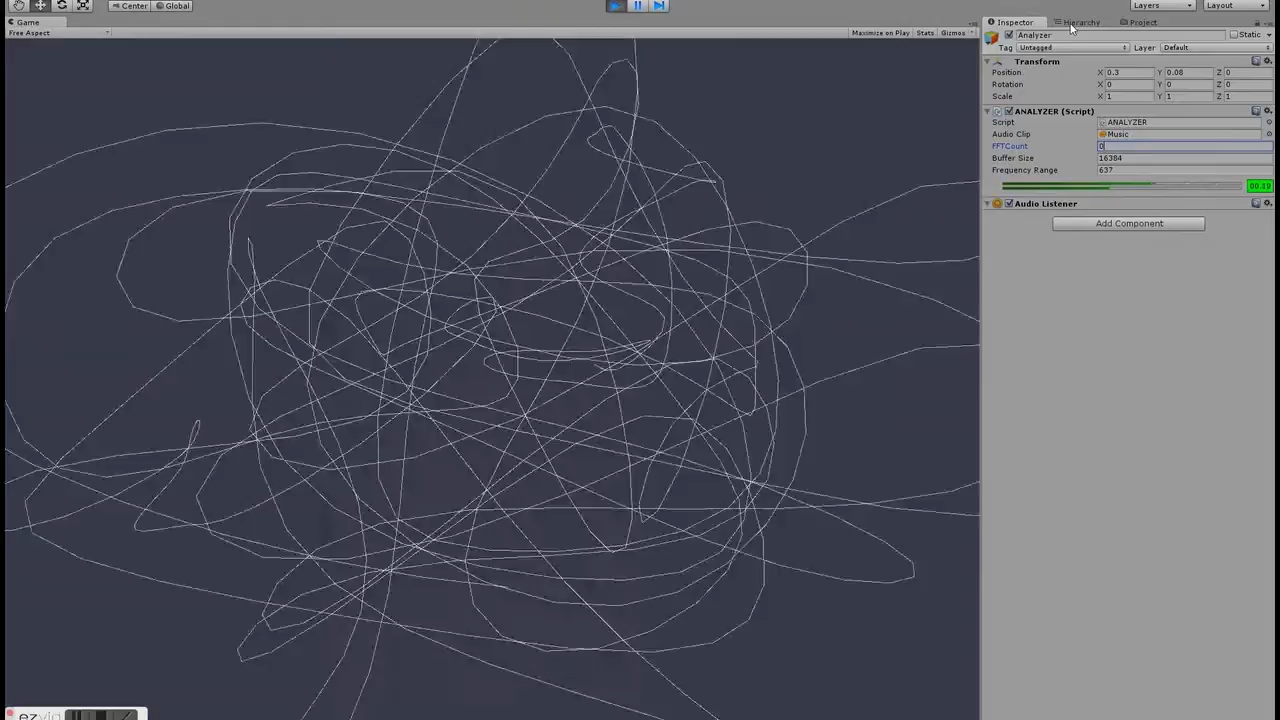 Center Global
Layers Layout
Game
Free Aspect Maximize on Play Stats Gizmos
Inspector Hierarchy Project
Analyzer Static
Tag Untagged Layer Default
Transform
Position X 0.3 Y 0.08 Z 0
Rotation X 0 Y 0 Z 0
Scale X 1 Y 1 Z 1
ANALYZER (Script)
Script ANALYZER
Audio Clip Music
FFTCount 0
Buffer Size 16384
Frequency Range 637
Audio Listener
Add Component